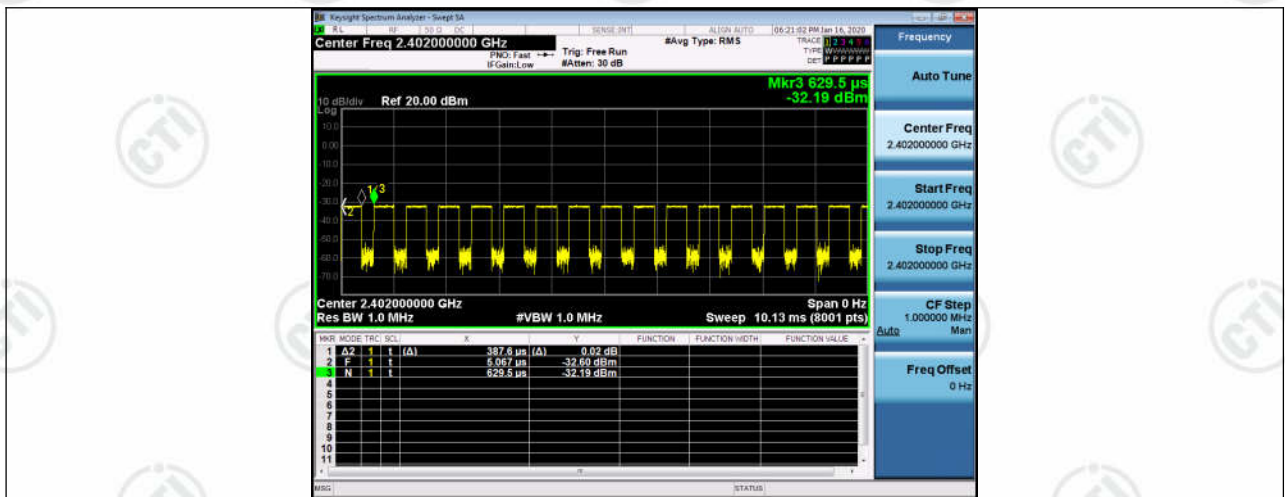 Keysight Spectrum Analyzer - Swept SA
RL RF 50 Ω DC SENSE:INT ALIGN AUTO 06:21:02 PM Jan 16, 2020
Center Freq 2.402000000 GHz
PNO: Fast
IFGain:Low
Trig: Free Run
#Atten: 30 dB
#Avg Type: RMS
TRACE 1 2 3 4 5 6
TYPE WWWWWW
DET P P P P P P
Frequency
Auto Tune
Mkr3 629.5 µs
-32.19 dBm
10 dB/div Ref 20.00 dBm
Log
10.0
0.00
-10.0
-20.0
-30.0
-40.0
-50.0
-60.0
-70.0
1 3
2
Center Freq
2.402000000 GHz
Start Freq
2.402000000 GHz
Stop Freq
2.402000000 GHz
CF Step
1.000000 MHz
Auto Man
Freq Offset
0 Hz
Center 2.402000000 GHz Span 0 Hz
Res BW 1.0 MHz #VBW 1.0 MHz Sweep 10.13 ms (8001 pts)
MKR MODE TRC SCL X Y FUNCTION FUNCTION WIDTH FUNCTION VALUE
1 Δ2 1 t (Δ) 387.6 µs (Δ) 0.02 dB
2 F 1 t 5.067 µs -32.60 dBm
3 N 1 t 629.5 µs -32.19 dBm
4
5
6
7
8
9
10
11
MSG STATUS
CTI
CTI
CTI
CTI